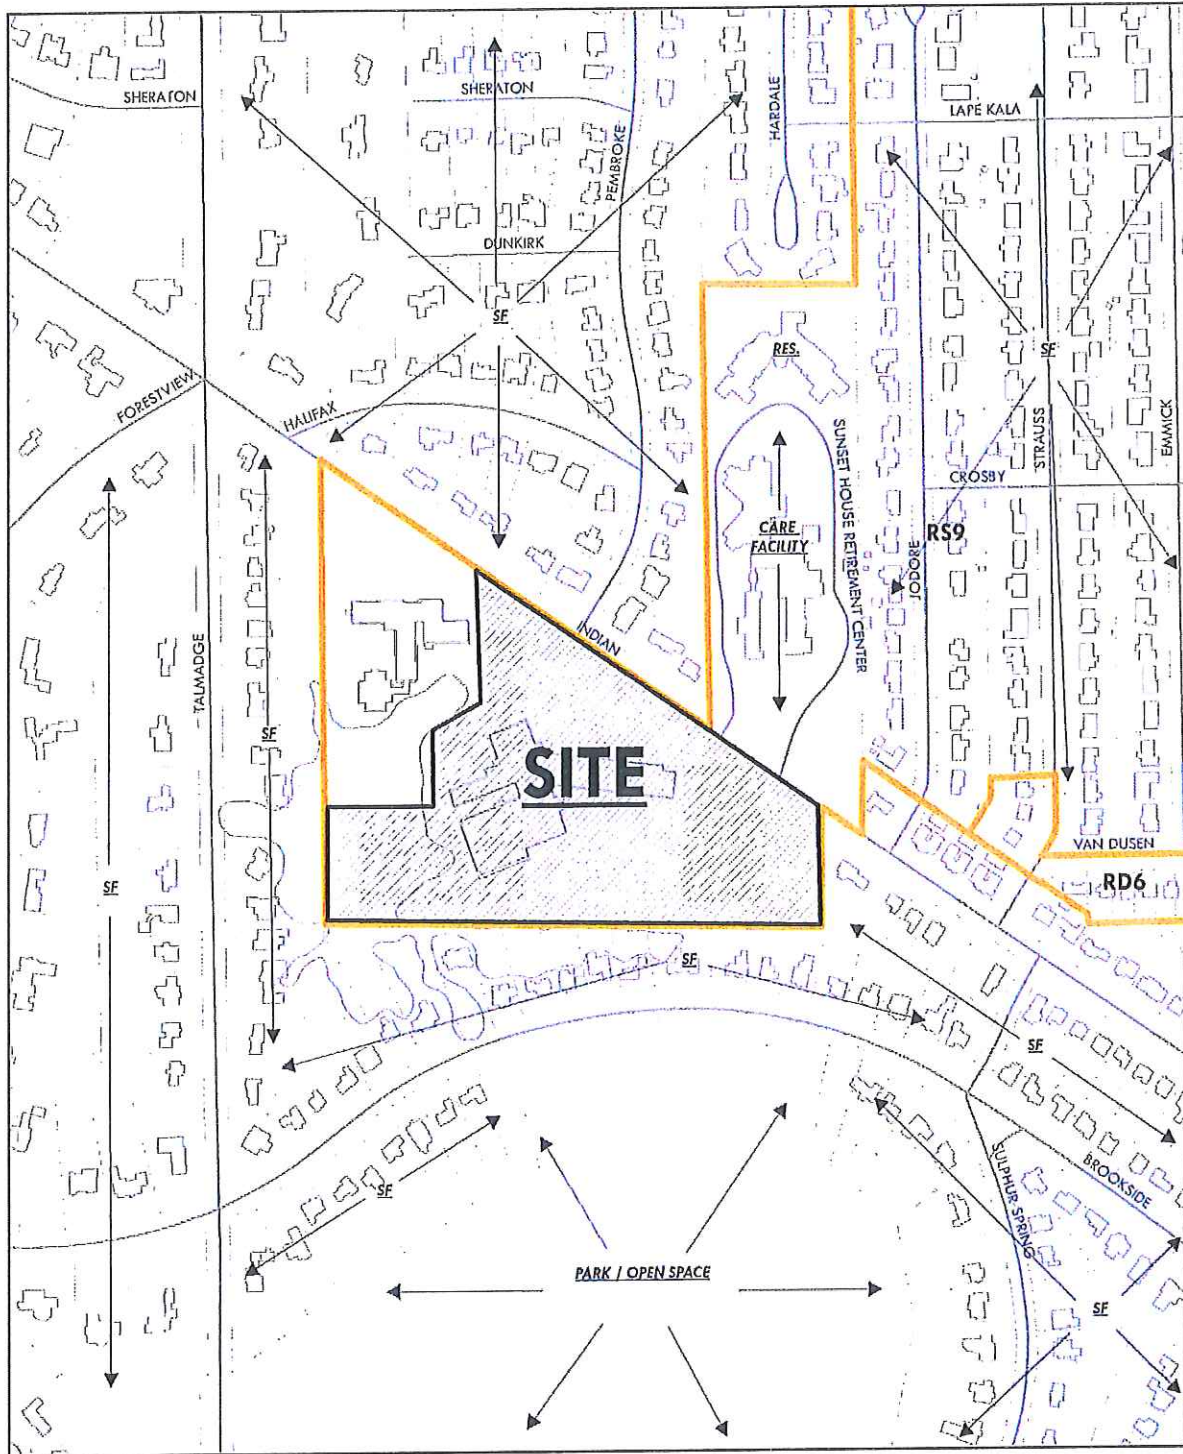 SHERATON
SHERATON
PEMBROKE
HARDALE
LAPE KALA
DUNKIRK
SF
RES.
SF
FORESTVIEW
HALIFAX
STRAUSS
EMMICK
CROSBY
SUNSET HOUSE RETIREMENT CENTER
CARE
FACILITY
RS9
JODORE
INDIAN
TALMADGE
SF
SITE
VAN DUSEN
SF
RD6
SF
SF
BROOKSIDE
SULPHUR SPRING
SF
PARK / OPEN SPACE
SF